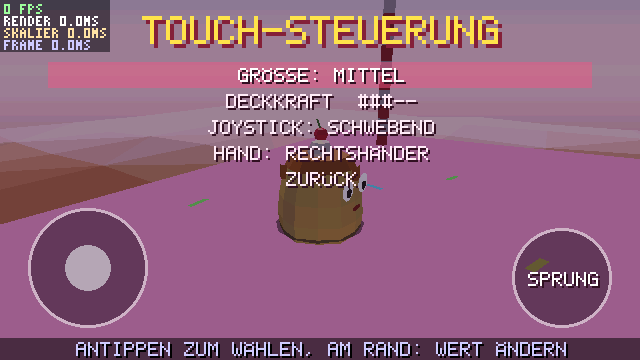 0 FPS
RENDER 0.0MS
SKALIER 0.0MS
FRAME 0.0MS
TOUCH-STEUERUNG
GRÖSSE: MITTEL
DECKKRAFT ###--
JOYSTICK: SCHWEBEND
HAND: RECHTSHÄNDER
ZURÜCK
SPRUNG
ANTIPPEN ZUM WÄHLEN, AM RAND: WERT ÄNDERN